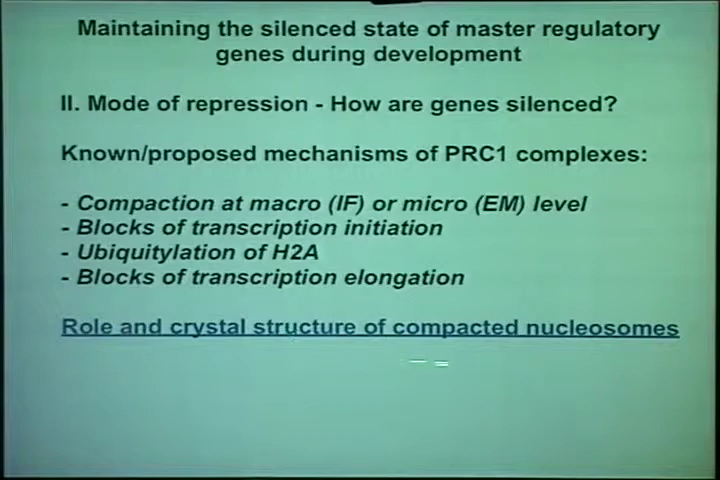 Maintaining the silenced state of master regulatory
genes during development
II. Mode of repression - How are genes silenced?
Known/proposed mechanisms of PRC1 complexes:
- Compaction at macro (IF) or micro (EM) level
- Blocks of transcription initiation
- Ubiquitylation of H2A
- Blocks of transcription elongation
Role and crystal structure of compacted nucleosomes